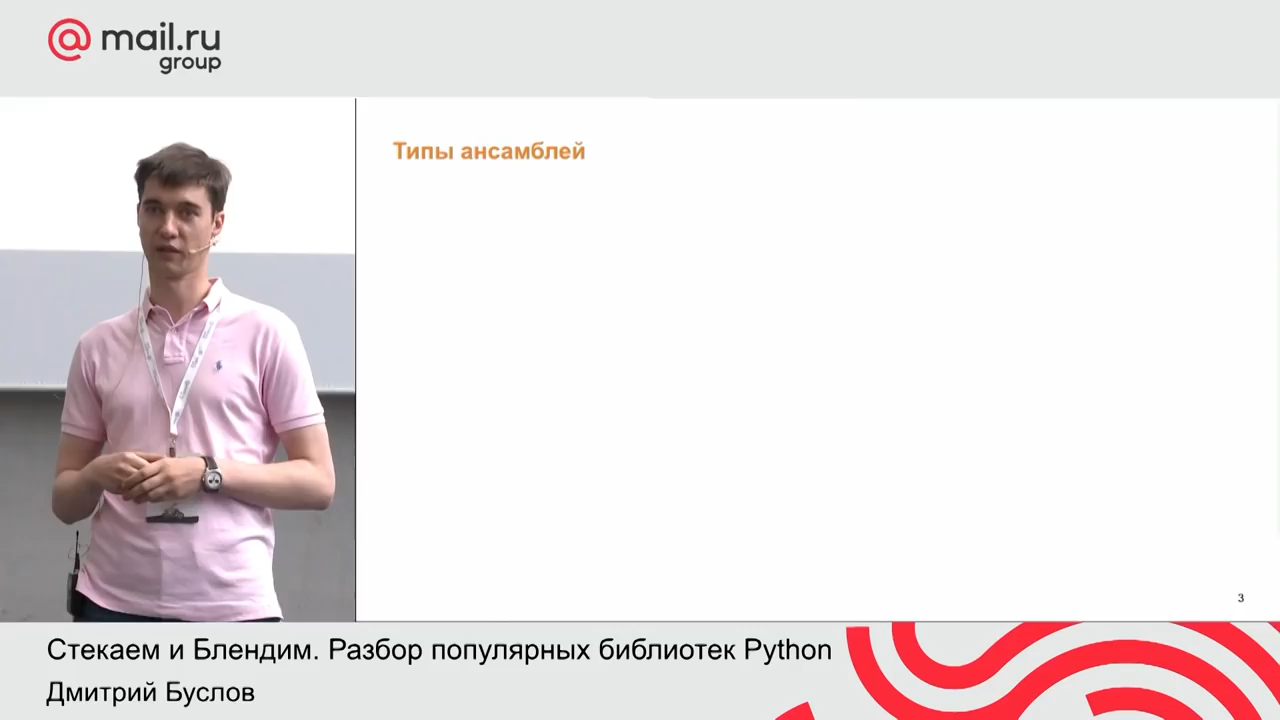 @mail.ru
group
Типы ансамблей
3
Стекаем и Блендим. Разбор популярных библиотек Python
Дмитрий Буслов